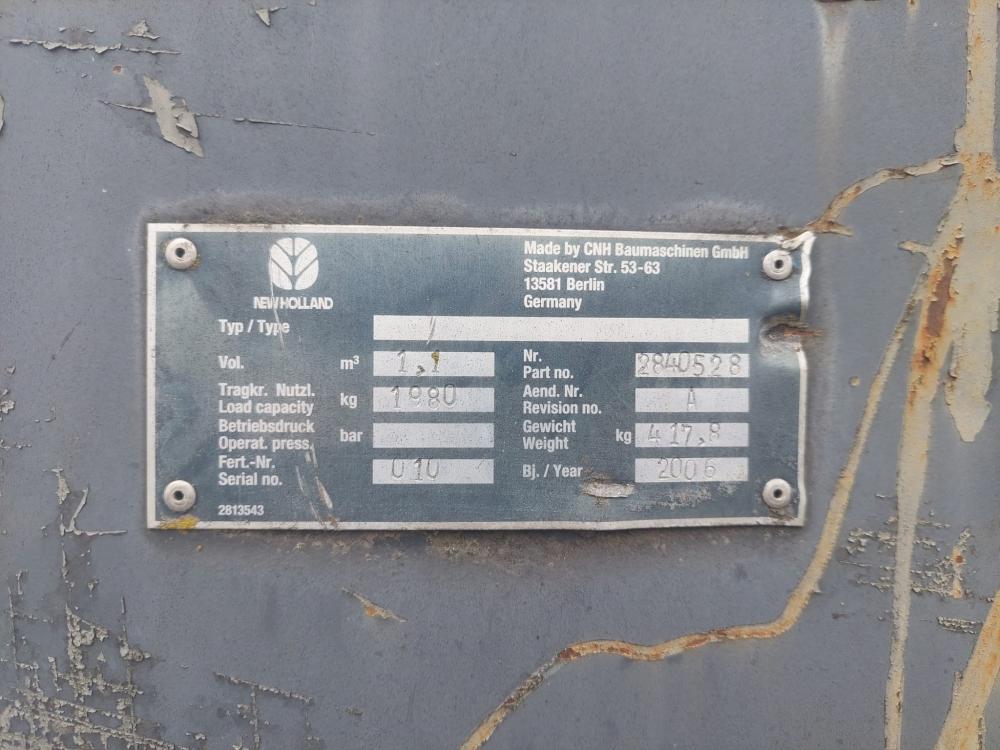 NEW HOLLAND
Made by CNH Baumaschinen GmbH
Staakener Str. 53-63
13581 Berlin
Germany
Typ / Type
Vol. m³ 1,1
Nr. Part no. 2840528
Tragkr. Nutzl. Load capacity kg 1980
Aend. Nr. Revision no. A
Betriebsdruck Operat. press. bar
Gewicht Weight kg 417,8
Fert.-Nr. Serial no. 010
Bj. / Year 2006
2813543